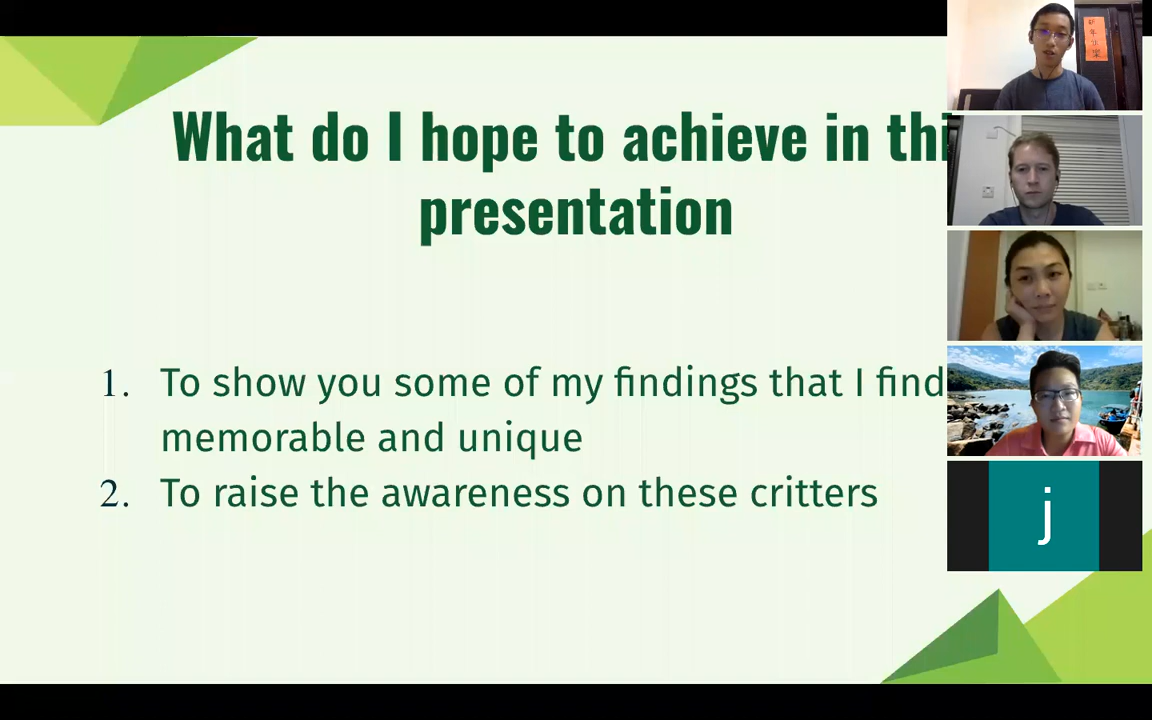 What do I hope to achieve in thi
presentation
1. To show you some of my findings that I find
memorable and unique
2. To raise the awareness on these critters
j